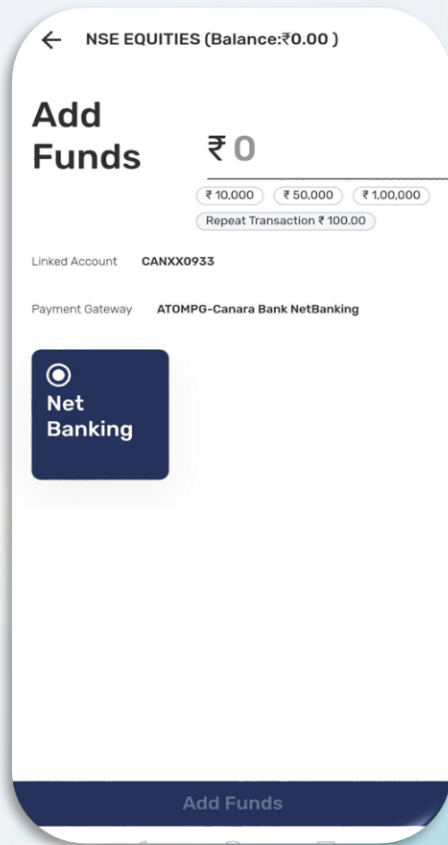 NSE EQUITIES (Balance:₹0.00 )
Add
Funds
₹ 0
₹ 10,000 ₹ 50,000 ₹ 1,00,000
Repeat Transaction ₹ 100.00
Linked Account CANXX0933
Payment Gateway ATOMPG-Canara Bank NetBanking
Net
Banking
Add Funds